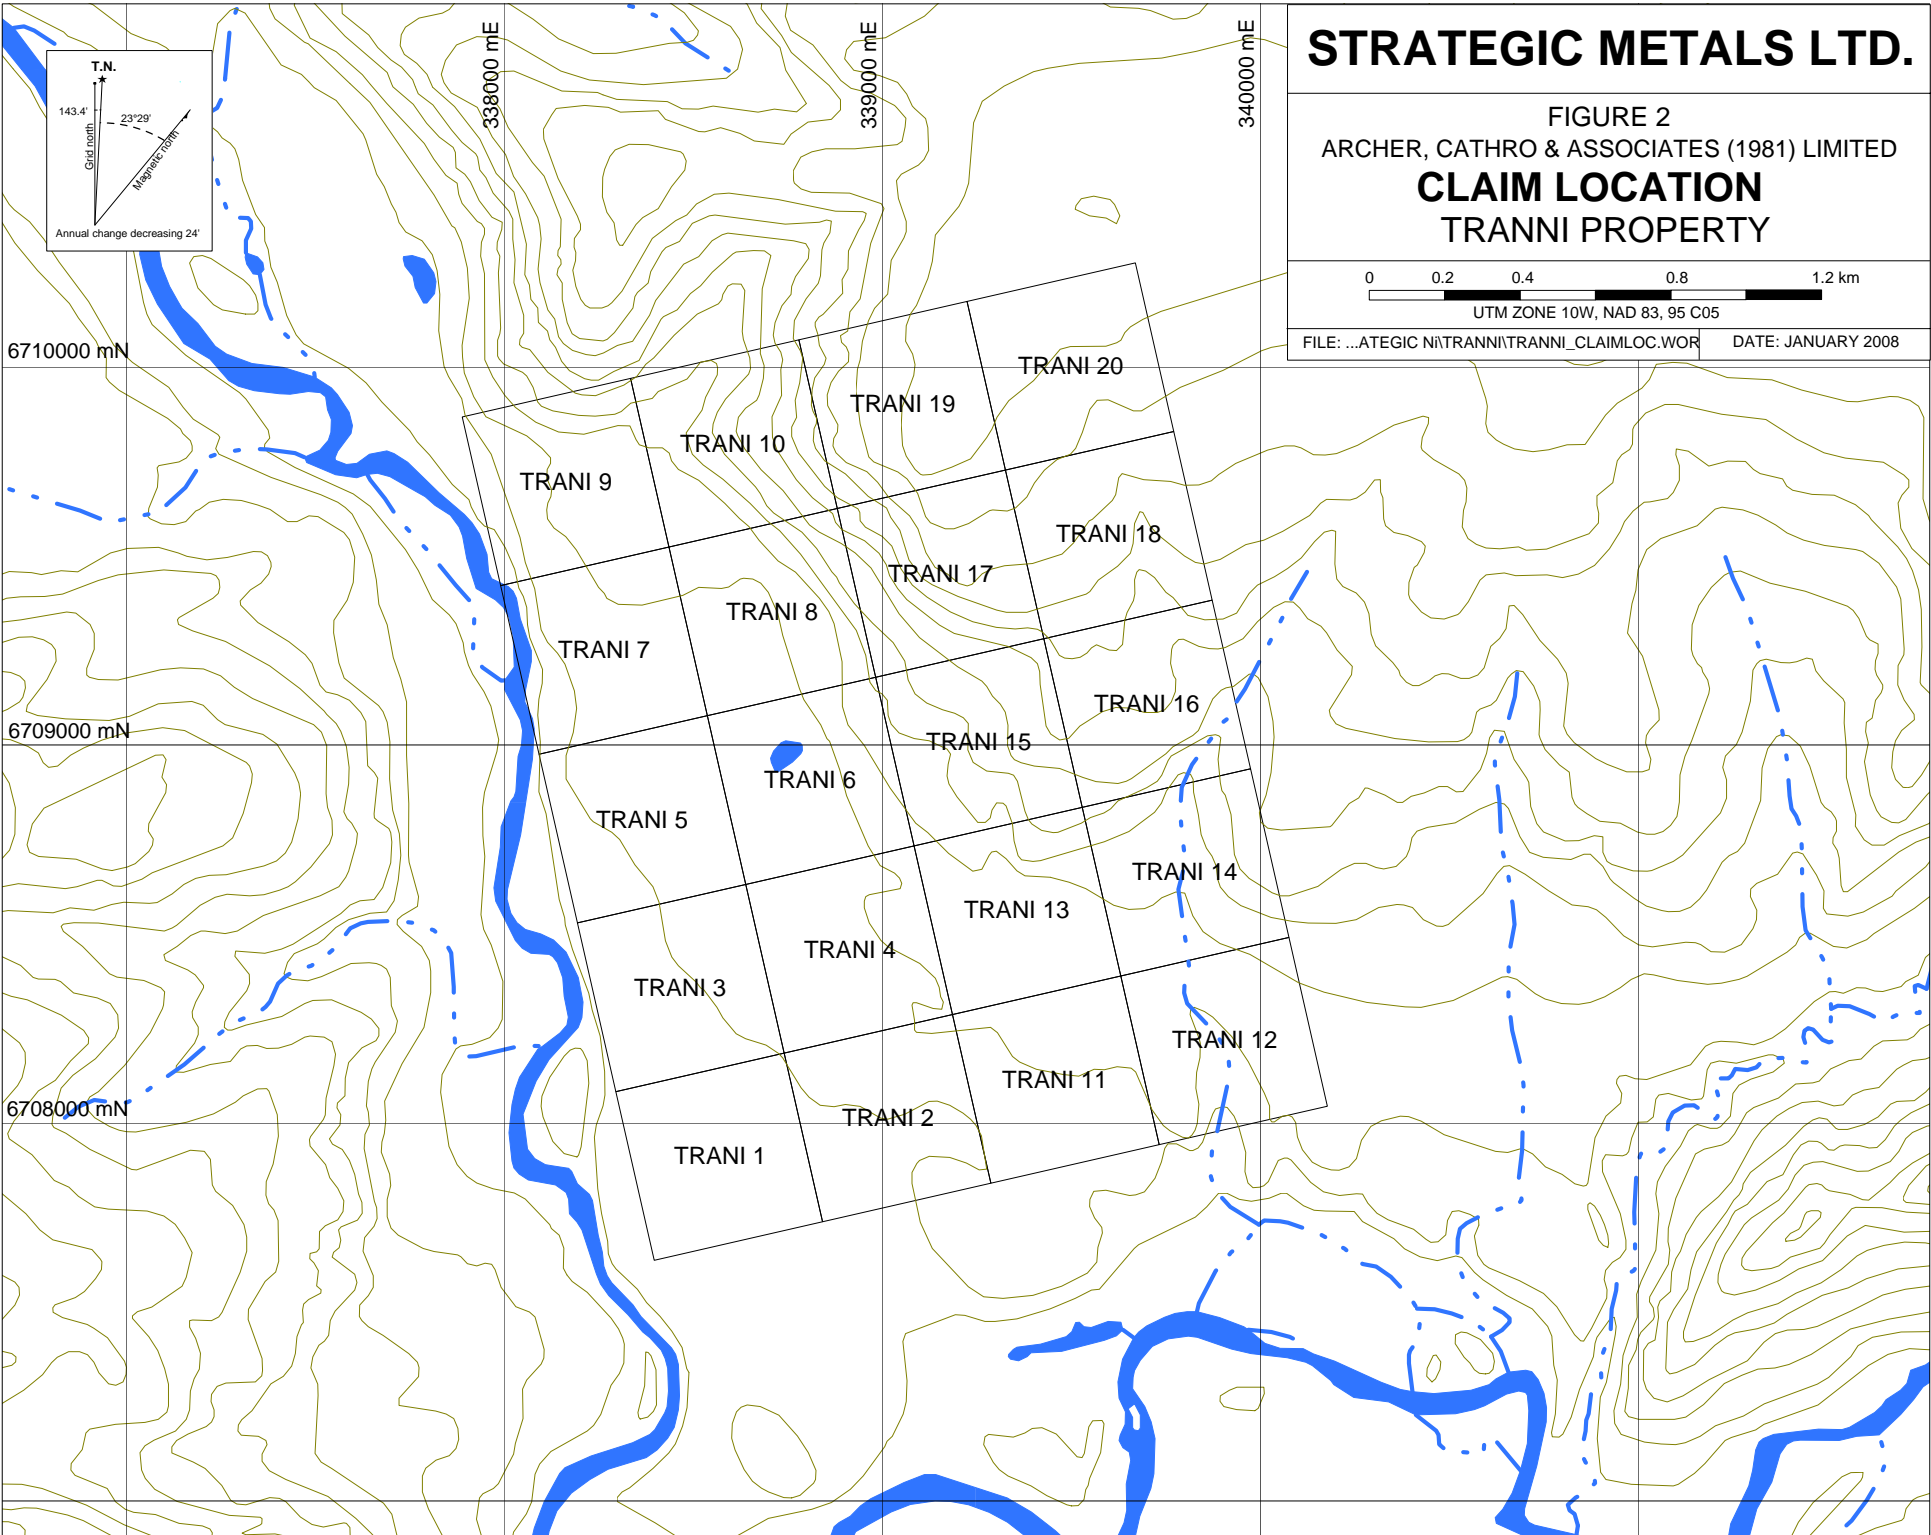 STRATEGIC METALS LTD.
FIGURE 2
ARCHER, CATHRO & ASSOCIATES (1981) LIMITED
CLAIM LOCATION
TRANNI PROPERTY
0 0.2 0.4 0.8 1.2 km
UTM ZONE 10W, NAD 83, 95 C05
FILE: ...ATEGIC Ni\TRANNI\TRANNI_CLAIMLOC.WOR
DATE: JANUARY 2008
T.N.
143.4'
23°29'
Grid north
Magnetic north
Annual change decreasing 24'
338000 mE
339000 mE
340000 mE
6710000 mN
6709000 mN
6708000 mN
TRANI 20
TRANI 19
TRANI 10
TRANI 9
TRANI 18
TRANI 17
TRANI 8
TRANI 7
TRANI 16
TRANI 15
TRANI 6
TRANI 5
TRANI 14
TRANI 13
TRANI 4
TRANI 3
TRANI 12
TRANI 11
TRANI 2
TRANI 1